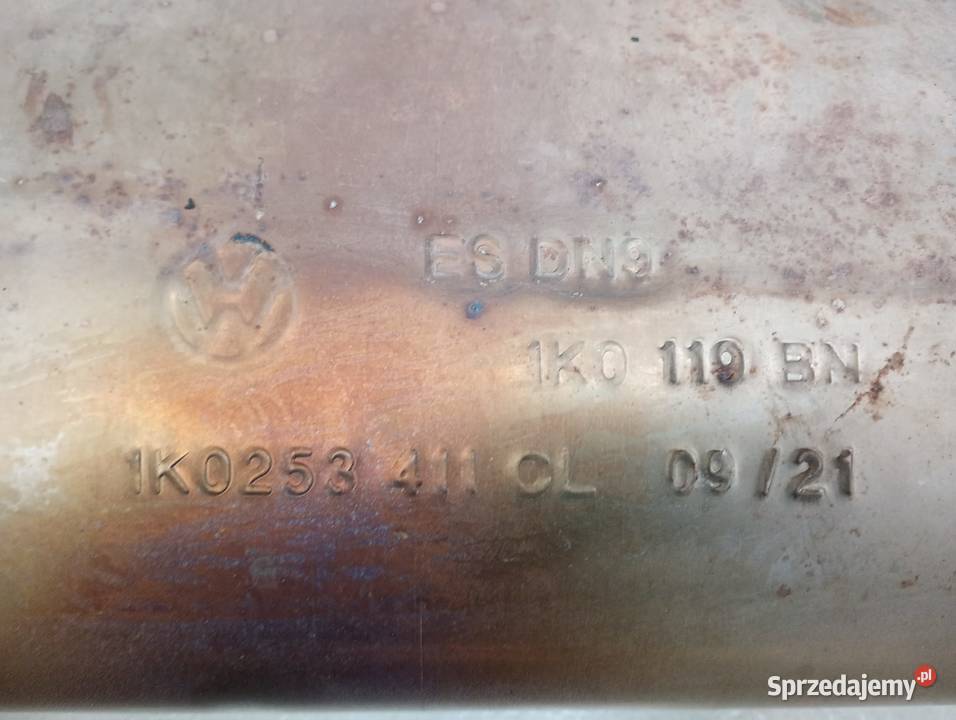 ES DN9
1K0 119 BN
1K0253 411 CL 09/21
Sprzedajemy.pl